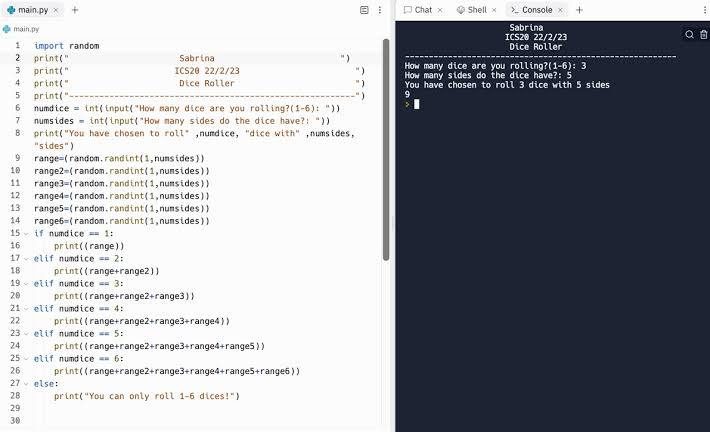 main.py
main.py
1 import random
2 print(" Sabrina ")
3 print(" ICS20 22/2/23 ")
4 print(" Dice Roller ")
5 print("---------------------------------------------------------")
6 numdice = int(input("How many dice are you rolling?(1-6): "))
7 numsides = int(input("How many sides do the dice have?: "))
8 print("You have chosen to roll" ,numdice, "dice with" ,numsides,
"sides")
9 range=(random.randint(1,numsides))
10 range2=(random.randint(1,numsides))
11 range3=(random.randint(1,numsides))
12 range4=(random.randint(1,numsides))
13 range5=(random.randint(1,numsides))
14 range6=(random.randint(1,numsides))
15 if numdice == 1:
16 print((range))
17 elif numdice == 2:
18 print((range+range2))
19 elif numdice == 3:
20 print((range+range2+range3))
21 elif numdice == 4:
22 print((range+range2+range3+range4))
23 elif numdice == 5:
24 print((range+range2+range3+range4+range5))
25 elif numdice == 6:
26 print((range+range2+range3+range4+range5+range6))
27 else:
28 print("You can only roll 1-6 dices!")
29
30
Chat Shell Console
Sabrina
ICS20 22/2/23
Dice Roller
---------------------------------------------------------
How many dice are you rolling?(1-6): 3
How many sides do the dice have?: 5
You have chosen to roll 3 dice with 5 sides
9
>